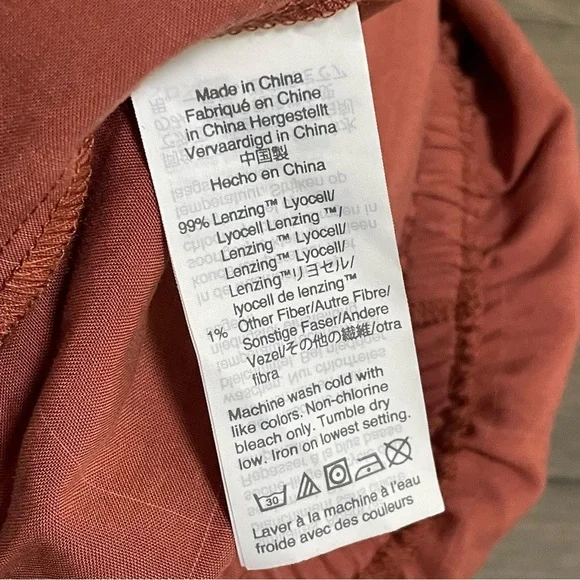 Made in China
Fabriqué en Chine
in China Hergestellt
Vervaardigd in China
中国製
Hecho en China
99% Lenzing™ Lyocell/
Lyocell Lenzing ™/
Lenzing ™ Lyocell/
Lenzing ™ Lyocell/
Lenzing™リヨセル/
lyocell de lenzing™
1% Other Fiber/Autre Fibre/
Sonstige Faser/Andere
Vezel/その他の繊維/otra
fibra
Machine wash cold with
like colors. Non-chlorine
bleach only. Tumble dry
low. Iron on lowest setting.
30
Laver à la machine à l'eau
froide avec des couleurs